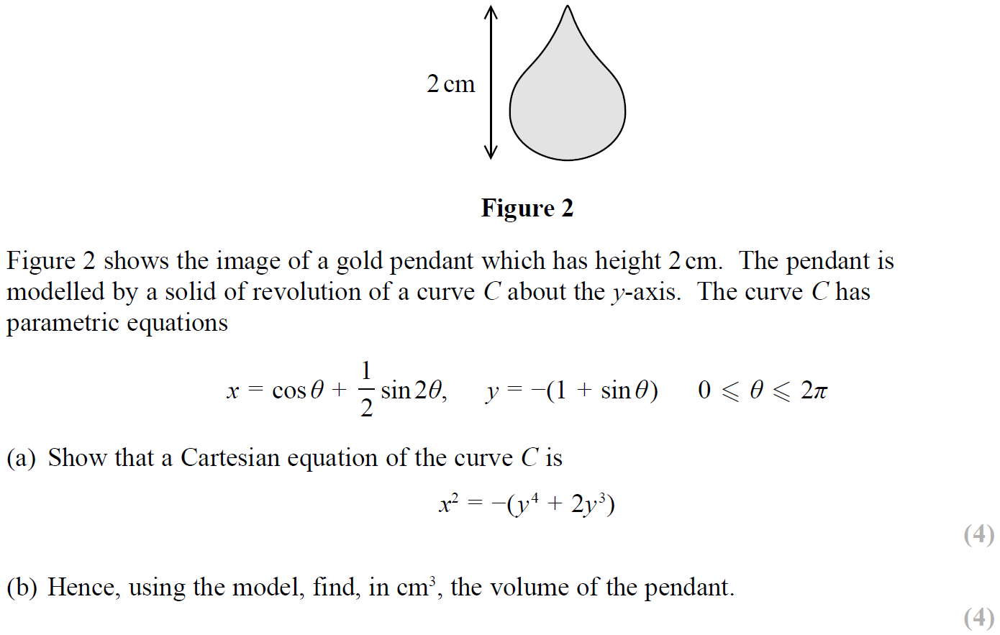 2 cm
Figure 2
Figure 2 shows the image of a gold pendant which has height 2 cm. The pendant is
modelled by a solid of revolution of a curve C about the y-axis. The curve C has
parametric equations
x = cos θ + 1/2 sin 2θ, y = −(1 + sin θ) 0 ⩽ θ ⩽ 2π
(a) Show that a Cartesian equation of the curve C is
x² = −(y⁴ + 2y³)
(4)
(b) Hence, using the model, find, in cm³, the volume of the pendant.
(4)